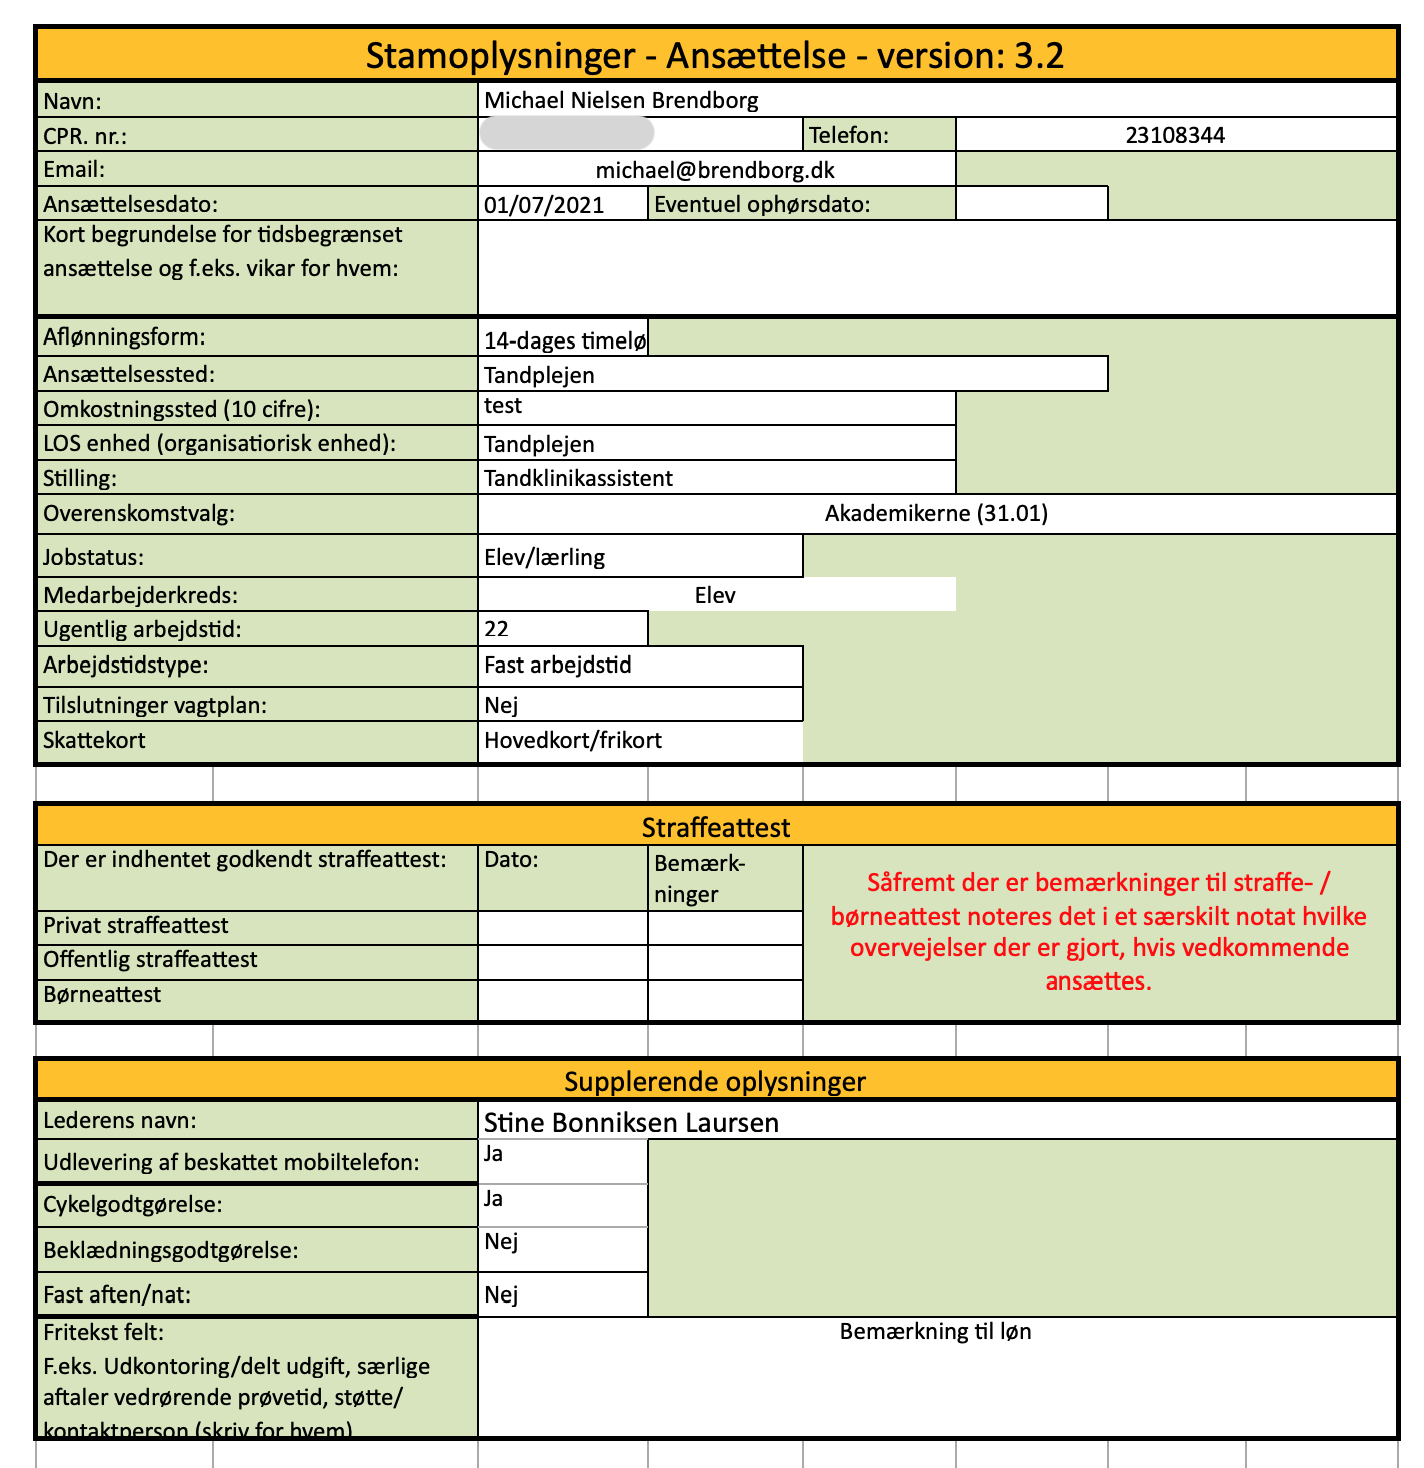 Stamoplysninger - Ansættelse - version: 3.2
Navn: Michael Nielsen Brendborg
CPR. nr.: Telefon: 23108344
Email: michael@brendborg.dk
Ansættelsesdato: 01/07/2021 Eventuel ophørsdato:
Kort begrundelse for tidsbegrænset
ansættelse og f.eks. vikar for hvem:
Aflønningsform: 14-dages timelø
Ansættelsessted: Tandplejen
Omkostningssted (10 cifre): test
LOS enhed (organisatiorisk enhed): Tandplejen
Stilling: Tandklinikassistent
Overenskomstvalg: Akademikerne (31.01)
Jobstatus: Elev/lærling
Medarbejderkreds: Elev
Ugentlig arbejdstid: 22
Arbejdstidstype: Fast arbejdstid
Tilslutninger vagtplan: Nej
Skattekort Hovedkort/frikort
Straffeattest
Der er indhentet godkendt straffeattest: Dato: Bemærk-
ninger
Privat straffeattest
Offentlig straffeattest
Børneattest
Såfremt der er bemærkninger til straffe- /
børneattest noteres det i et særskilt notat hvilke
overvejelser der er gjort, hvis vedkommende
ansættes.
Supplerende oplysninger
Lederens navn: Stine Bonniksen Laursen
Udlevering af beskattet mobiltelefon: Ja
Cykelgodtgørelse: Ja
Beklædningsgodtgørelse: Nej
Fast aften/nat: Nej
Fritekst felt: Bemærkning til løn
F.eks. Udkontoring/delt udgift, særlige
aftaler vedrørende prøvetid, støtte/
kontaktperson (skriv for hvem)